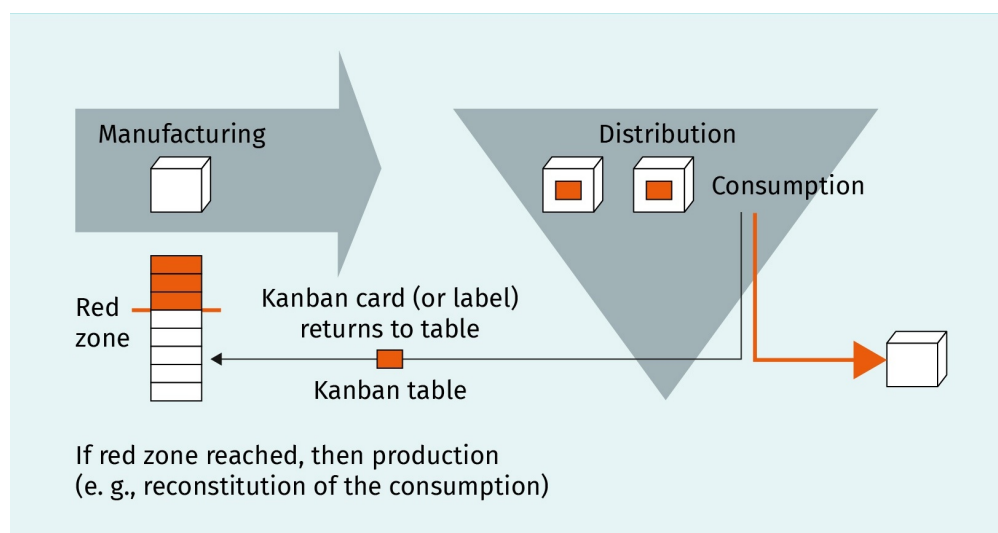 Manufacturing
Distribution
Consumption
Red
zone
Kanban card (or label)
returns to table
Kanban table
If red zone reached, then production
(e. g., reconstitution of the consumption)